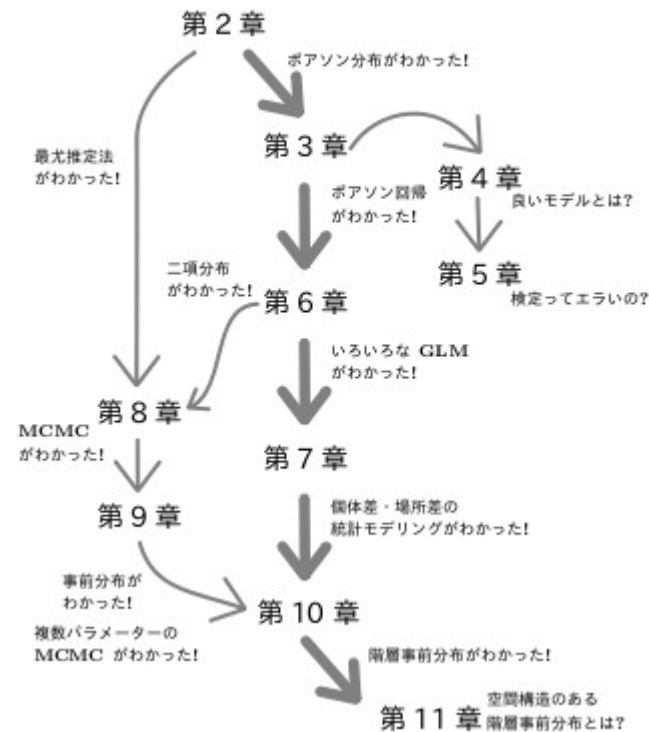 第 2 章
ポアソン分布がわかった!
第 3 章
最尤推定法
がわかった!
第 4 章
良いモデルとは?
ポアソン回帰
がわかった!
第 5 章
検定ってエラいの?
二項分布
がわかった!
第 6 章
いろいろな GLM
がわかった!
第 8 章
MCMC
がわかった!
第 7 章
個体差・場所差の
統計モデリングがわかった!
第 9 章
事前分布が
わかった!
複数パラメーターの
MCMC がわかった!
第 10 章
階層事前分布がわかった!
第 11 章
空間構造のある
階層事前分布とは?